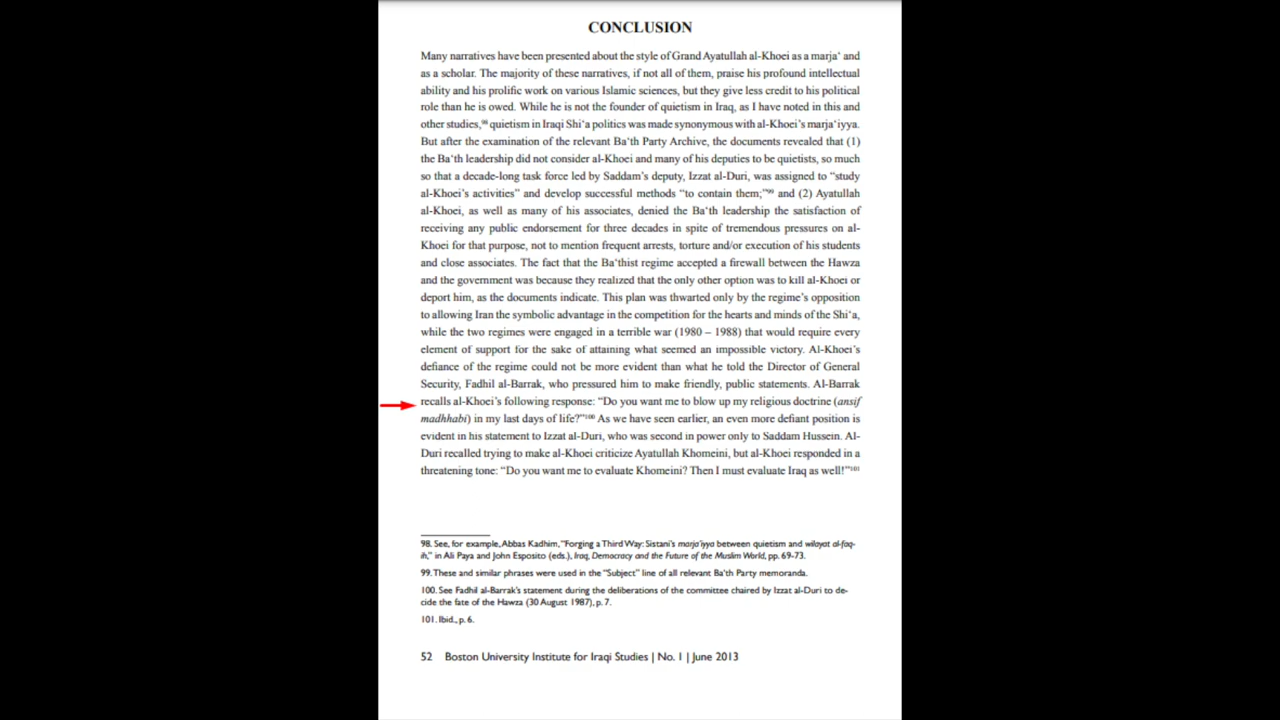 CONCLUSION
Many narratives have been presented about the style of Grand Ayatullah al-Khoei as a marja‘ and
as a scholar. The majority of these narratives, if not all of them, praise his profound intellectual
ability and his prolific work on various Islamic sciences, but they give less credit to his political
role than he is owed. While he is not the founder of quietism in Iraq, as I have noted in this and
other studies,98 quietism in Iraqi Shi‘a politics was made synonymous with al-Khoei’s marja‘iyya.
But after the examination of the relevant Ba‘th Party Archive, the documents revealed that (1)
the Ba‘th leadership did not consider al-Khoei and many of his deputies to be quietists, so much
so that a decade-long task force led by Saddam’s deputy, Izzat al-Duri, was assigned to “study
al-Khoei’s activities” and develop successful methods “to contain them;”99 and (2) Ayatullah
al-Khoei, as well as many of his associates, denied the Ba‘th leadership the satisfaction of
receiving any public endorsement for three decades in spite of tremendous pressures on al-
Khoei for that purpose, not to mention frequent arrests, torture and/or execution of his students
and close associates. The fact that the Ba‘thist regime accepted a firewall between the Hawza
and the government was because they realized that the only other option was to kill al-Khoei or
deport him, as the documents indicate. This plan was thwarted only by the regime’s opposition
to allowing Iran the symbolic advantage in the competition for the hearts and minds of the Shi‘a,
while the two regimes were engaged in a terrible war (1980 – 1988) that would require every
element of support for the sake of attaining what seemed an impossible victory. Al-Khoei’s
defiance of the regime could not be more evident than what he told the Director of General
Security, Fadhil al-Barrak, who pressured him to make friendly, public statements. Al-Barrak
recalls al-Khoei’s following response: “Do you want me to blow up my religious doctrine (ansif
madhhabi) in my last days of life?”100 As we have seen earlier, an even more defiant position is
evident in his statement to Izzat al-Duri, who was second in power only to Saddam Hussein. Al-
Duri recalled trying to make al-Khoei criticize Ayatullah Khomeini, but al-Khoei responded in a
threatening tone: “Do you want me to evaluate Khomeini? Then I must evaluate Iraq as well!”101
98. See, for example, Abbas Kadhim, “Forging a Third Way: Sistani’s marja‘iyya between quietism and wilayat al-faq-
ih,” in Ali Paya and John Esposito (eds.), Iraq, Democracy and the Future of the Muslim World, pp. 69-73.
99. These and similar phrases were used in the “Subject” line of all relevant Ba‘th Party memoranda.
100. See Fadhil al-Barrak’s statement during the deliberations of the committee chaired by Izzat al-Duri to de-
cide the fate of the Hawza (30 August 1987), p. 7.
101. Ibid., p. 6.
52 Boston University Institute for Iraqi Studies | No. 1 | June 2013